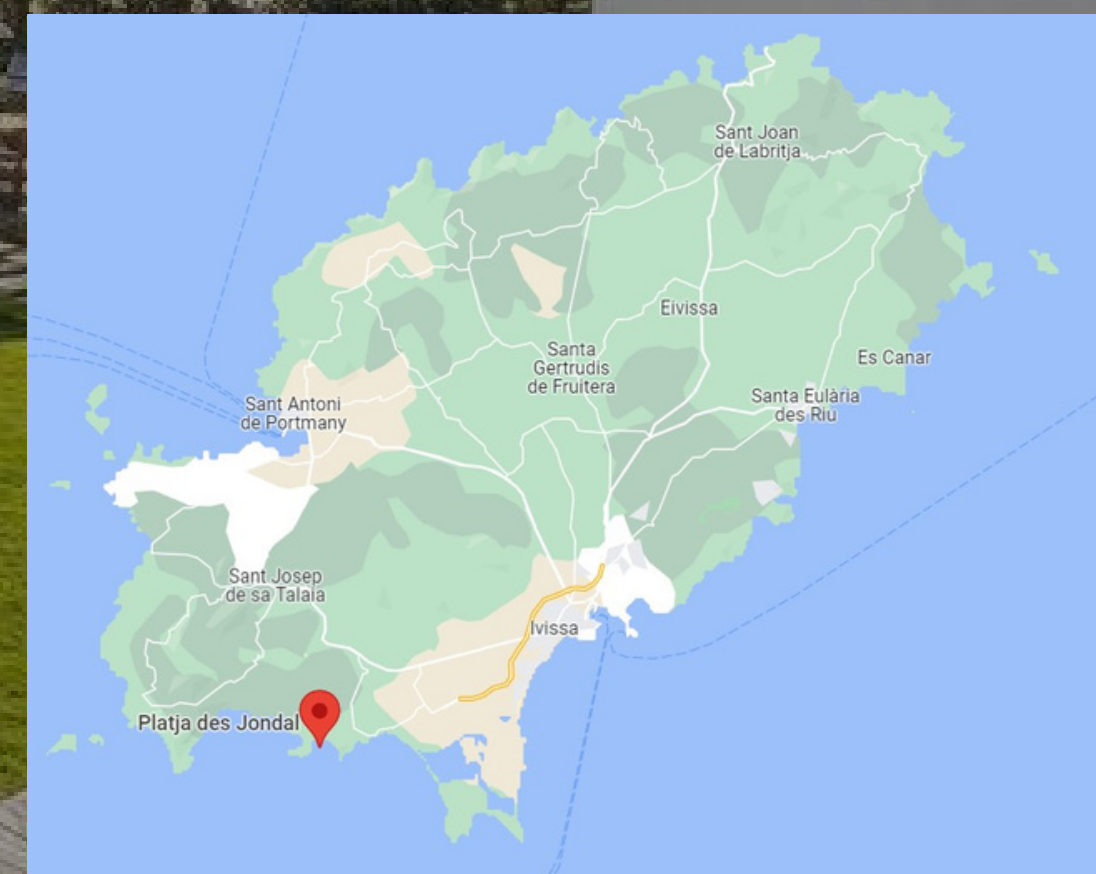 Sant Joan
de Labritja
Eivissa
Santa
Gertrudis
de Fruitera
Es Canar
Santa Eulària
des Riu
Sant Antoni
de Portmany
Sant Josep
de sa Talaia
Ivissa
Platja des Jondal